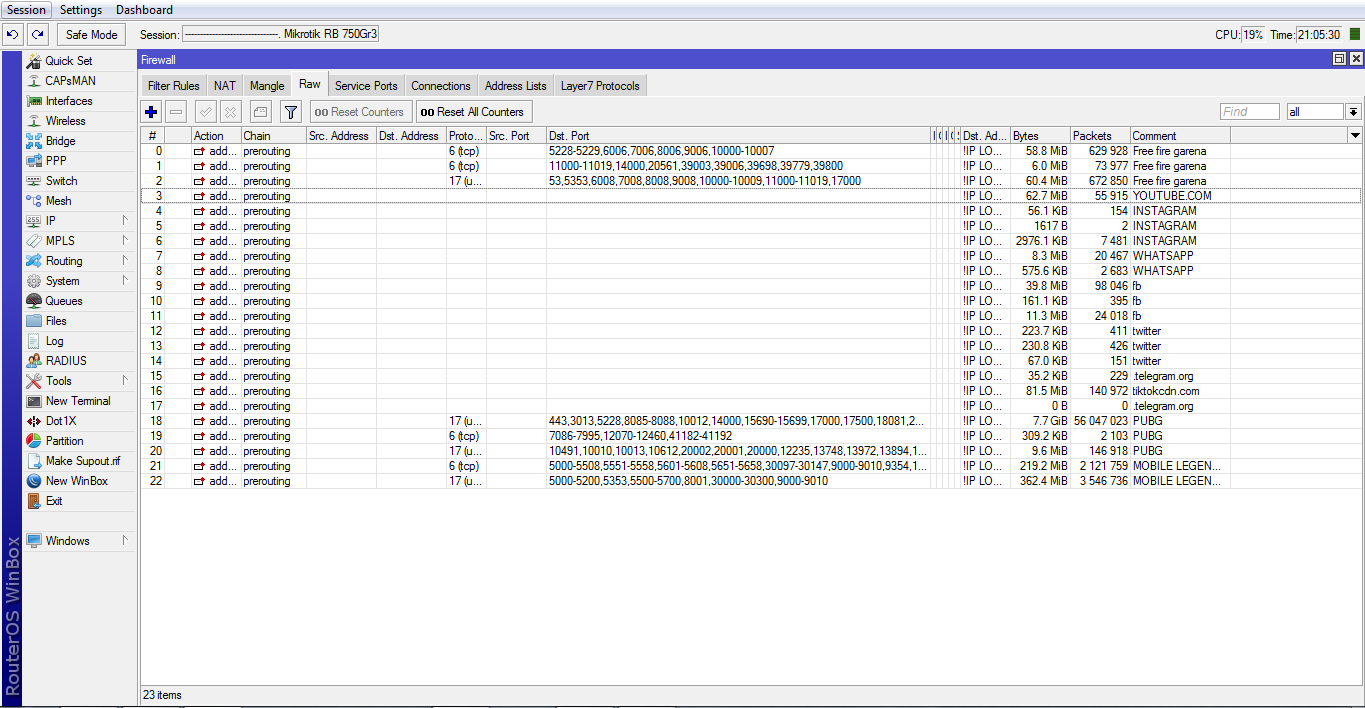 Session Settings Dashboard
Safe Mode Session: Mikrotik RB 750Gr3 CPU: 19% Time: 21:05:30
Quick Set
CAPsMAN
Interfaces
Wireless
Bridge
PPP
Switch
Mesh
IP
MPLS
Routing
System
Queues
Files
Log
RADIUS
Tools
New Terminal
Dot1X
Partition
Make Supout.rif
New WinBox
Exit
Windows
RouterOS WinBox
Firewall
Filter Rules NAT Mangle Raw Service Ports Connections Address Lists Layer7 Protocols
00 Reset Counters 00 Reset All Counters Find all
# Action Chain Src. Address Dst. Address Proto... Src. Port Dst. Port Dst. Ad... Bytes Packets Comment
0 add... prerouting 6 (tcp) 5228-5229,6006,7006,8006,9006,10000-10007 !IP LO... 58.8 MiB 629 928 Free fire garena
1 add... prerouting 6 (tcp) 11000-11019,14000,20561,39003,39006,39698,39779,39800 !IP LO... 6.0 MiB 73 977 Free fire garena
2 add... prerouting 17 (u... 53,5353,6008,7008,8008,9008,10000-10009,11000-11019,17000 !IP LO... 60.4 MiB 672 850 Free fire garena
3 add... prerouting !IP LO... 62.7 MiB 55 915 YOUTUBE.COM
4 add... prerouting !IP LO... 56.1 KiB 154 INSTAGRAM
5 add... prerouting !IP LO... 1617 B 2 INSTAGRAM
6 add... prerouting !IP LO... 2976.1 KiB 7 481 INSTAGRAM
7 add... prerouting !IP LO... 8.3 MiB 20 467 WHATSAPP
8 add... prerouting !IP LO... 575.6 KiB 2 683 WHATSAPP
9 add... prerouting !IP LO... 39.8 MiB 98 046 fb
10 add... prerouting !IP LO... 161.1 KiB 395 fb
11 add... prerouting !IP LO... 11.3 MiB 24 018 fb
12 add... prerouting !IP LO... 223.7 KiB 411 twitter
13 add... prerouting !IP LO... 230.8 KiB 426 twitter
14 add... prerouting !IP LO... 67.0 KiB 151 twitter
15 add... prerouting !IP LO... 35.2 KiB 229 .telegram.org
16 add... prerouting !IP LO... 81.5 MiB 140 972 tiktokcdn.com
17 add... prerouting !IP LO... 0 B 0 .telegram.org
18 add... prerouting 17 (u... 443,3013,5228,8085-8088,10012,14000,15690-15699,17000,17500,18081,2... !IP LO... 7.7 GiB 56 047 023 PUBG
19 add... prerouting 6 (tcp) 7086-7995,12070-12460,41182-41192 !IP LO... 309.2 KiB 2 103 PUBG
20 add... prerouting 17 (u... 10491,10010,10013,10612,20002,20001,20000,12235,13748,13972,13894,1... !IP LO... 9.6 MiB 146 918 PUBG
21 add... prerouting 6 (tcp) 5000-5508,5551-5558,5601-5608,5651-5658,30097-30147,9000-9010,9354,1... !IP LO... 219.2 MiB 2 121 759 MOBILE LEGEN...
22 add... prerouting 17 (u... 5000-5200,5353,5500-5700,8001,30000-30300,9000-9010 !IP LO... 362.4 MiB 3 546 736 MOBILE LEGEN...
23 items